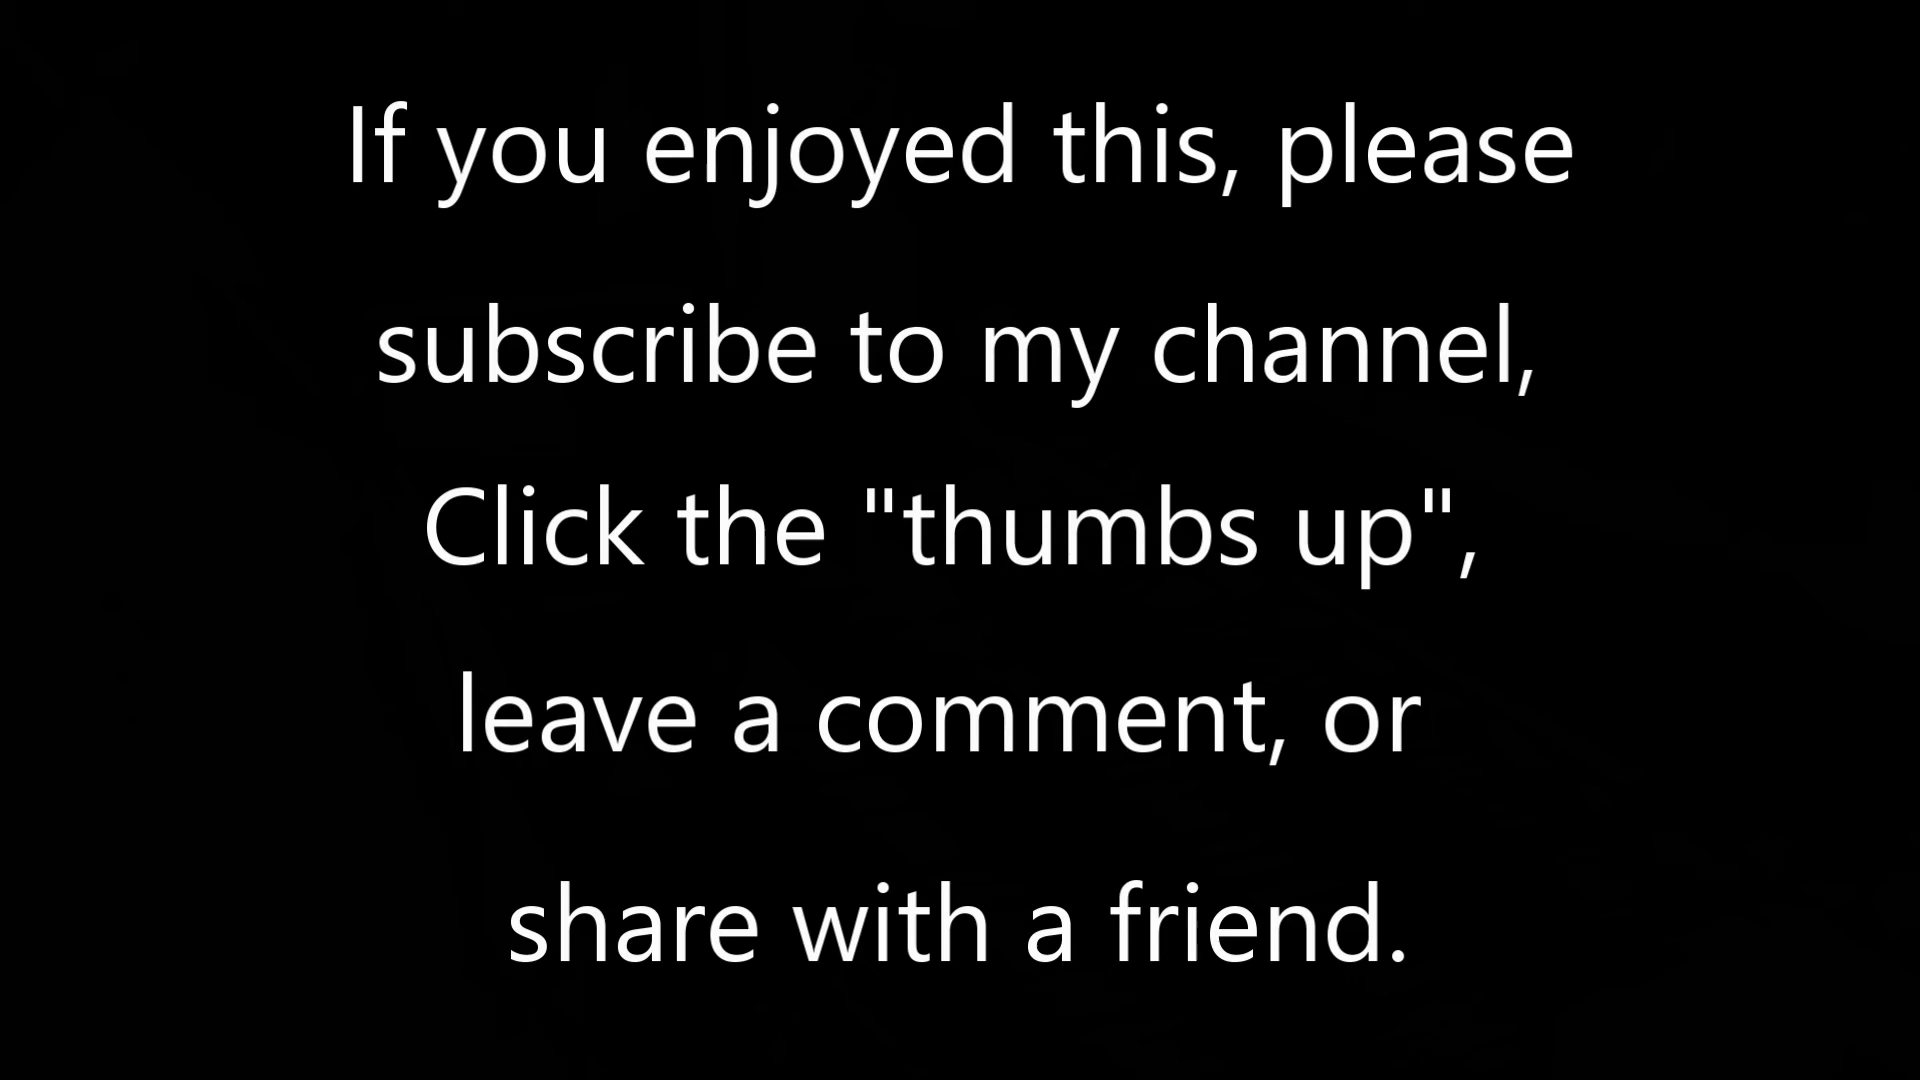 If you enjoyed this, please
subscribe to my channel,
Click the "thumbs up",
leave a comment, or
share with a friend.